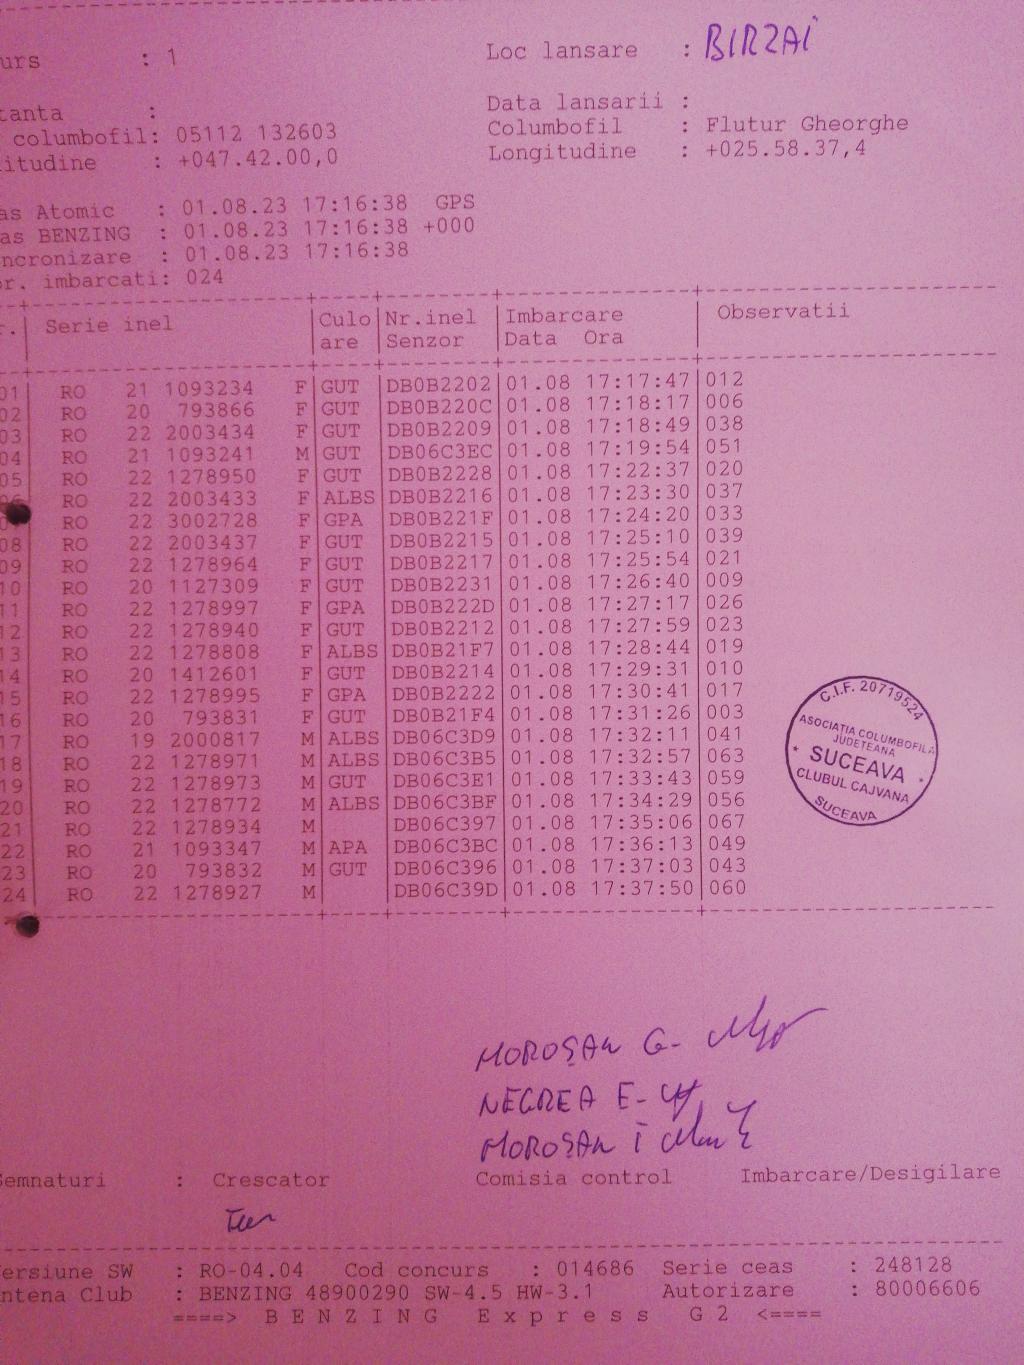 urs : 1 Loc lansare : BIRZAI
tanta : Data lansarii :
columbofil: 05112 132603 Columbofil : Flutur Gheorghe
itudine : +047.42.00,0 Longitudine : +025.58.37,4
as Atomic : 01.08.23 17:16:38 GPS
as BENZING : 01.08.23 17:16:38 +000
ncronizare : 01.08.23 17:16:38
or. imbarcati: 024
r. Serie inel Culo Nr.inel Imbarcare Observatii
are Senzor Data Ora
01 RO 21 1093234 F GUT DB0B2202 01.08 17:17:47 012
02 RO 20 793866 F GUT DB0B220C 01.08 17:18:17 006
03 RO 22 2003434 F GUT DB0B2209 01.08 17:18:49 038
04 RO 21 1093241 M GUT DB06C3EC 01.08 17:19:54 051
05 RO 22 1278950 F GUT DB0B2228 01.08 17:22:37 020
06 RO 22 2003433 F ALBS DB0B2216 01.08 17:23:30 037
RO 22 3002728 F GPA DB0B221F 01.08 17:24:20 033
08 RO 22 2003437 F GUT DB0B2215 01.08 17:25:10 039
09 RO 22 1278964 F GUT DB0B2217 01.08 17:25:54 021
10 RO 20 1127309 F GUT DB0B2231 01.08 17:26:40 009
11 RO 22 1278997 F GPA DB0B222D 01.08 17:27:17 026
12 RO 22 1278940 F GUT DB0B2212 01.08 17:27:59 023
13 RO 22 1278808 F ALBS DB0B21F7 01.08 17:28:44 019
14 RO 20 1412601 F GUT DB0B2214 01.08 17:29:31 010
15 RO 22 1278995 F GPA DB0B2222 01.08 17:30:41 017
16 RO 20 793831 F GUT DB0B21F4 01.08 17:31:26 003
17 RO 19 2000817 M ALBS DB06C3D9 01.08 17:32:11 041
18 RO 22 1278971 M ALBS DB06C3B5 01.08 17:32:57 063
19 RO 22 1278973 M GUT DB06C3E1 01.08 17:33:43 059
20 RO 22 1278772 M ALBS DB06C3BF 01.08 17:34:29 056
21 RO 22 1278934 M DB06C397 01.08 17:35:06 067
22 RO 21 1093347 M APA DB06C3BC 01.08 17:36:13 049
23 RO 20 793832 M GUT DB06C396 01.08 17:37:03 043
24 RO 22 1278927 M DB06C39D 01.08 17:37:50 060
C.I.F. 20719524
ASOCIAȚIA COLUMBOFILA
JUDEȚEANA
SUCEAVA
CLUBUL CAJVANA
SUCEAVA
MOROȘAN G-
NEGREA E-
MOROȘAN I
Semnaturi : Crescator Comisia control Imbarcare/Desigilare
ersiune SW : RO-04.04 Cod concurs : 014686 Serie ceas : 248128
ntena Club : BENZING 48900290 SW-4.5 HW-3.1 Autorizare : 80006606
====> B E N Z I N G E x p r e s s G 2 <====